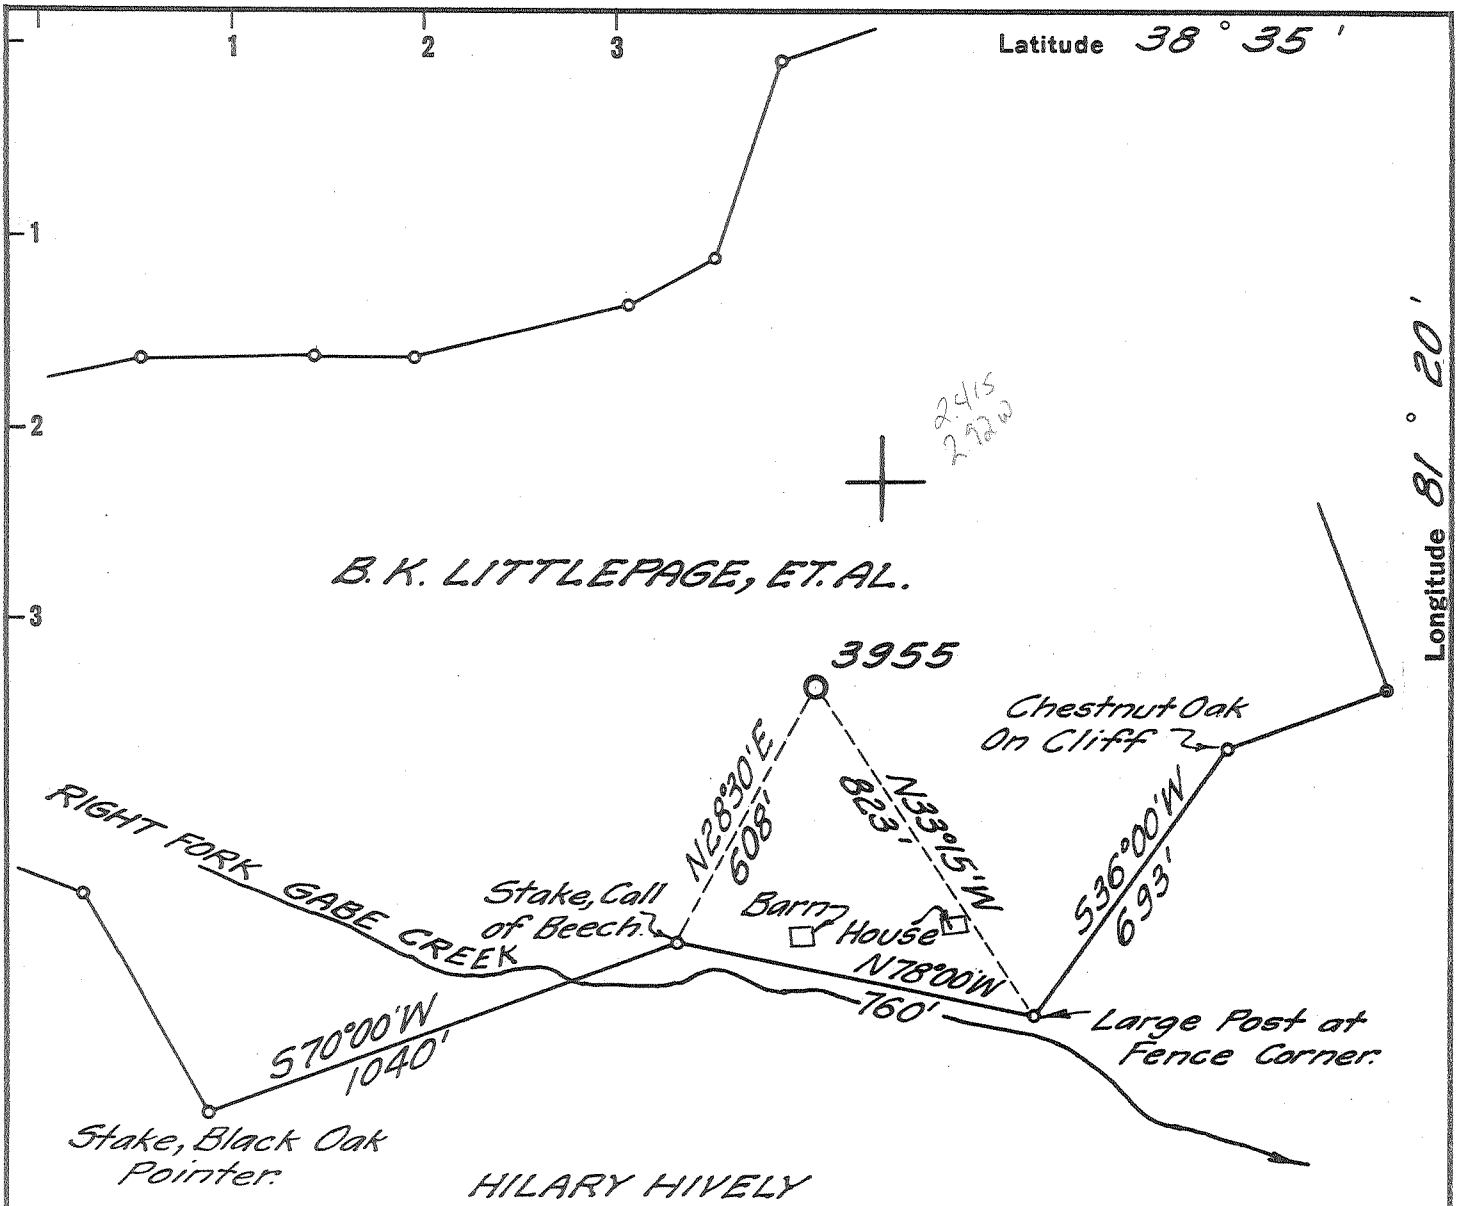 1 2 3
Latitude 38° 35'
1
2
3
2.41 S
2.92 W
Longitude 81° 20'
B.K. LITTLEPAGE, ET. AL.
3955
Chestnut Oak
On Cliff
N28°30'E
608'
N33°15'W
823'
S36°00'W
693'
RIGHT FORK GABE CREEK
Stake, Call
of Beech.
Barn
House
N78°00'W
760'
Large Post at
Fence Corner.
S70°00'W
1040'
Stake, Black Oak
Pointer.
HILARY HIVELY